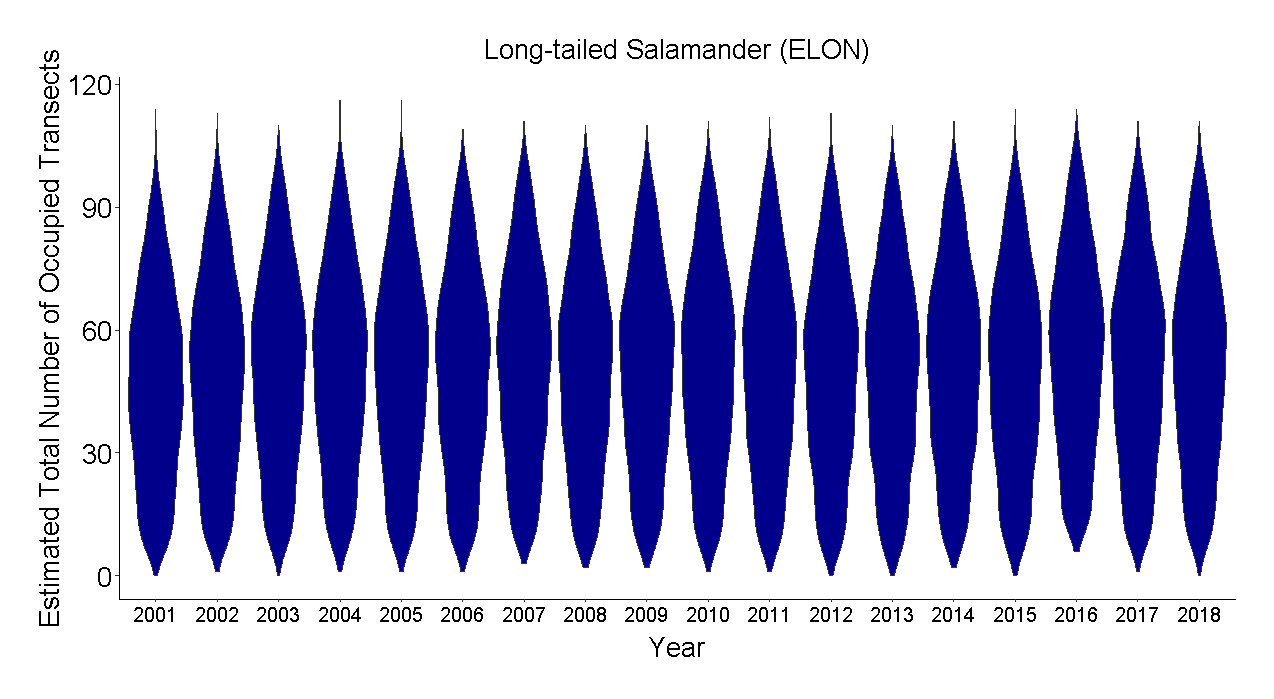 Long-tailed Salamander (ELON)
Estimated Total Number of Occupied Transects
120
90
60
30
0
2001 2002 2003 2004 2005 2006 2007 2008 2009 2010 2011 2012 2013 2014 2015 2016 2017 2018
Year